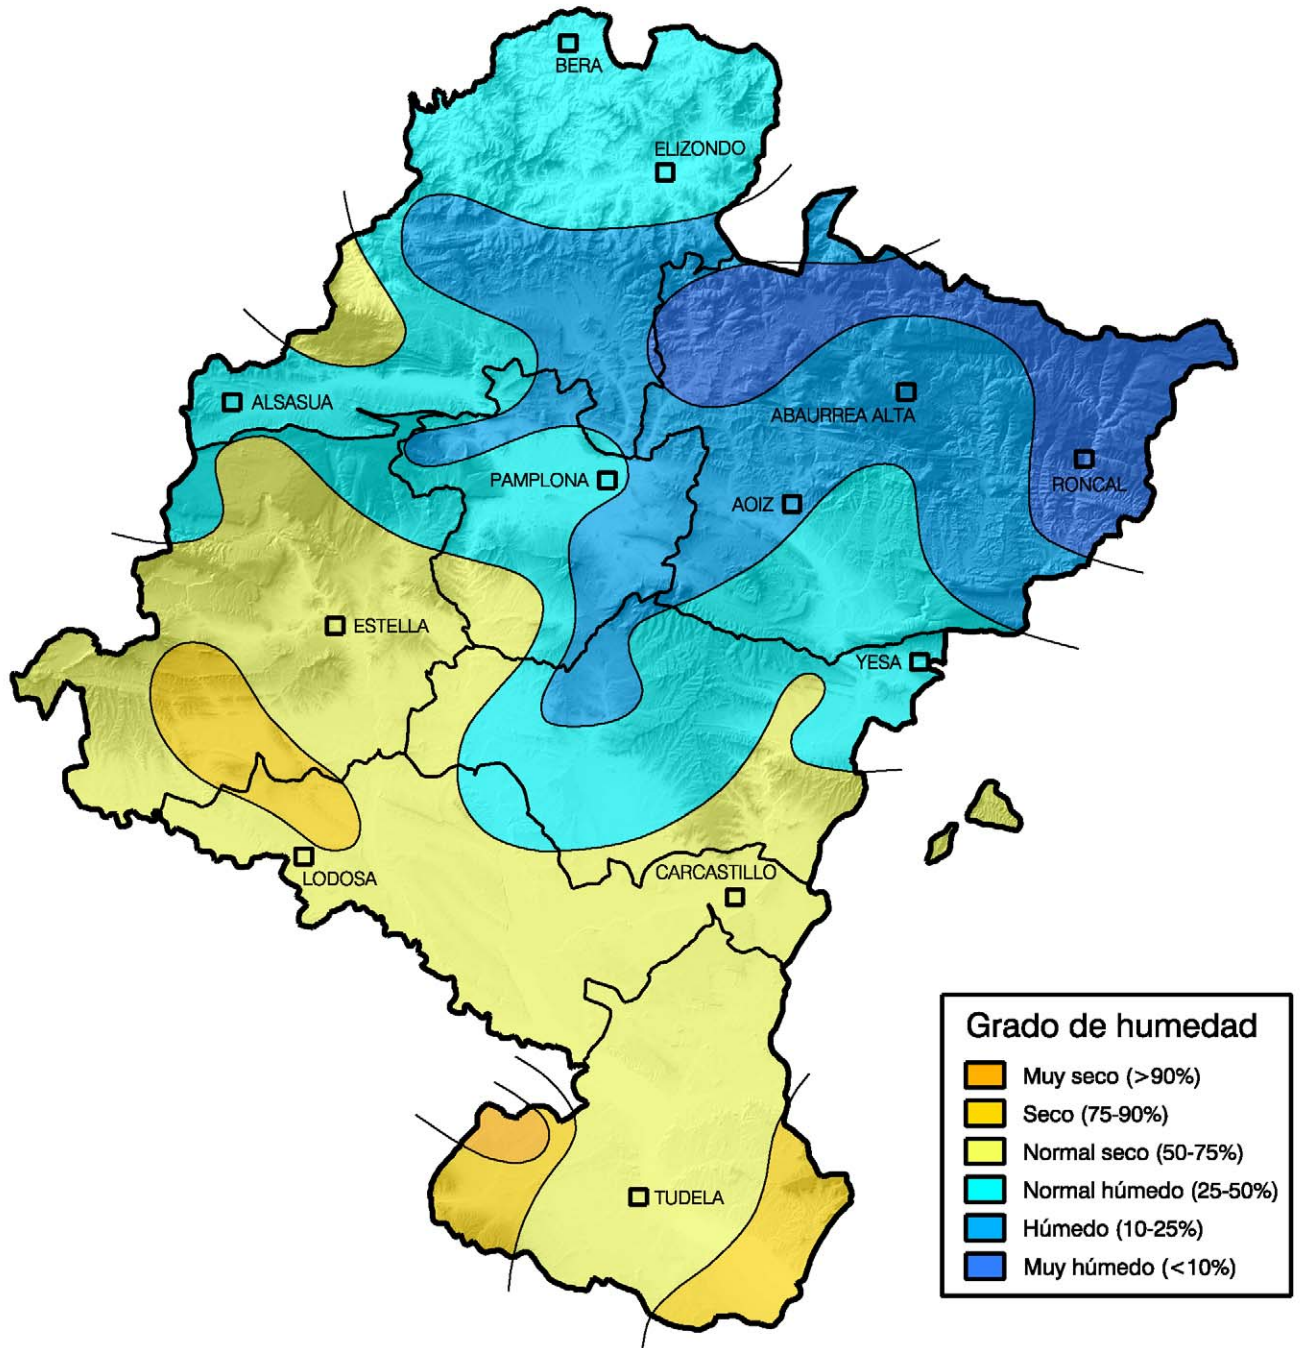 BERA
ELIZONDO
ALSASUA
ABAURREA ALTA
PAMPLONA
RONCAL
AOIZ
ESTELLA
YESA
CARCASTILLO
LODOSA
TUDELA
Grado de humedad
Muy seco (>90%)
Seco (75-90%)
Normal seco (50-75%)
Normal húmedo (25-50%)
Húmedo (10-25%)
Muy húmedo (<10%)